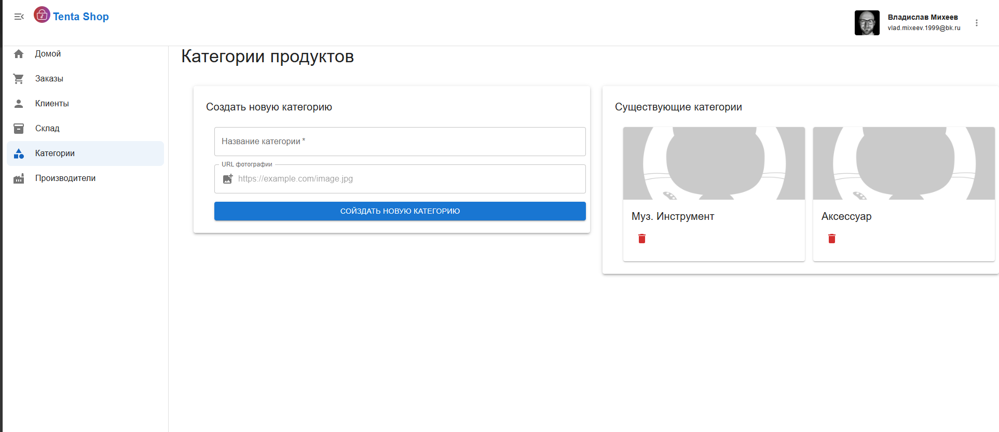 Tenta Shop
Владислав Михеев
vlad.mixeev.1999@bk.ru
Домой
Заказы
Клиенты
Склад
Категории
Производители
Категории продуктов
Создать новую категорию
Название категории *
URL фотографии
https://example.com/image.jpg
СОЙЗДАТЬ НОВУЮ КАТЕГОРИЮ
Существующие категории
Муз. Инструмент
Аксессуар